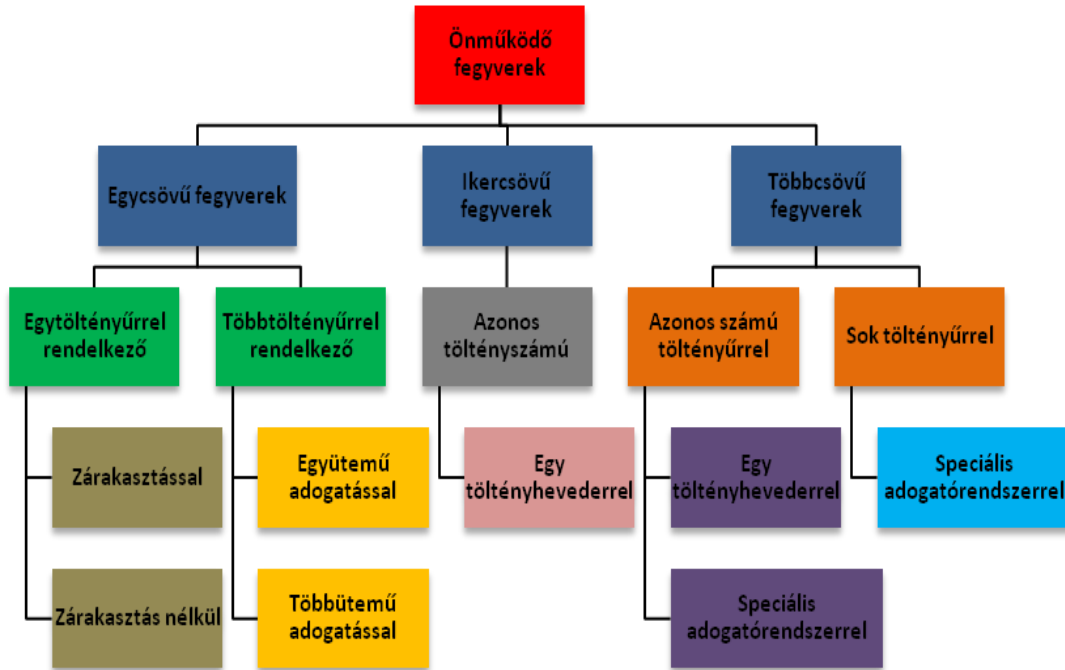 Önműködő
fegyverek
Egycsövű fegyverek
Ikercsövű
fegyverek
Többcsövű
fegyverek
Egytöltényűrrel
rendelkező
Többtöltényűrrel
rendelkező
Azonos
töltényszámú
Azonos számú
töltényűrrel
Sok töltényűrrel
Zárakasztással
Együtemű
adogatással
Egy
töltényhevederrel
Egy
töltényhevederrel
Speciális
adogatórendszerrel
Zárakasztás nélkül
Többütemű
adogatással
Speciális
adogatórendszerrel